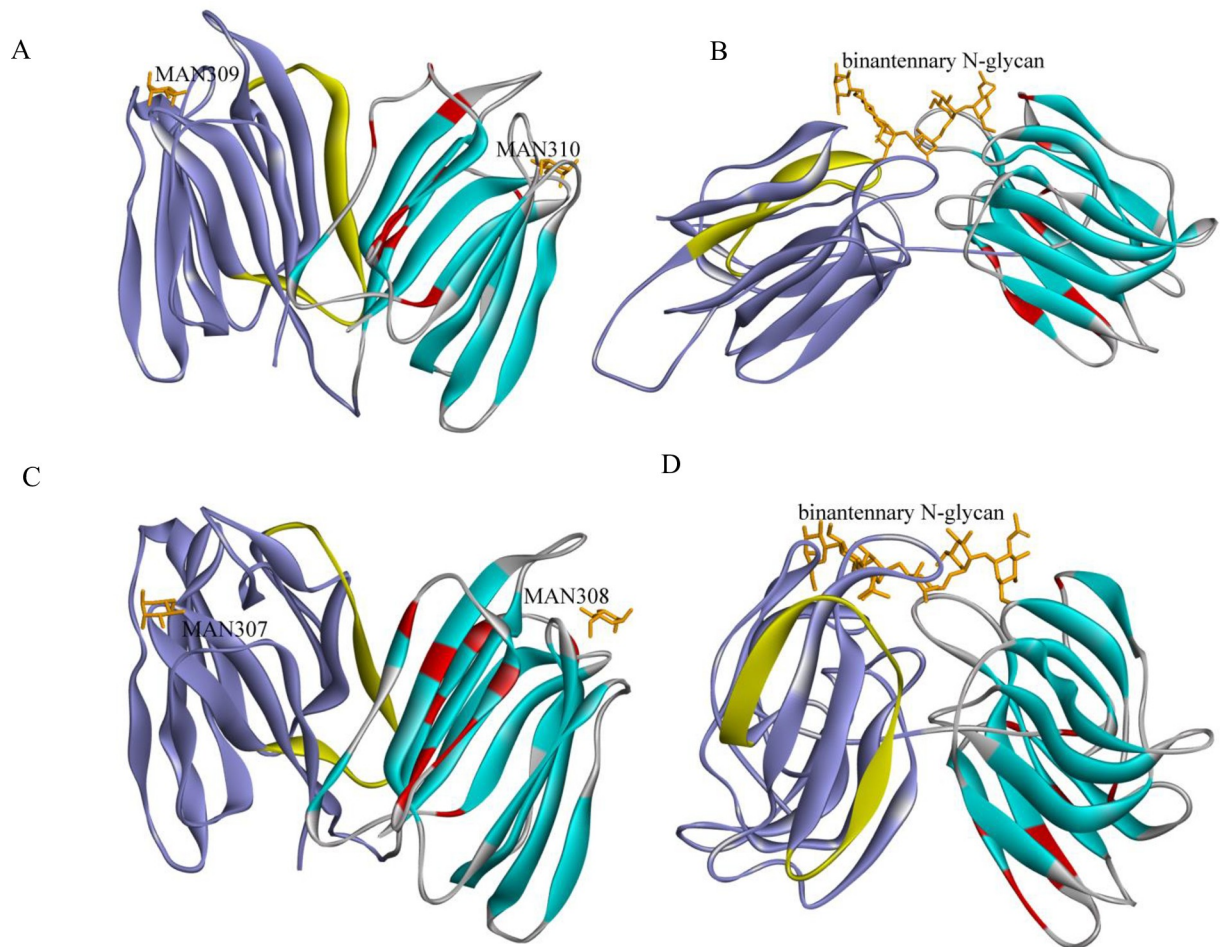 A
MAN309
MAN310
B
binantennary N-glycan
C
MAN307
MAN308
D
binantennary N-glycan